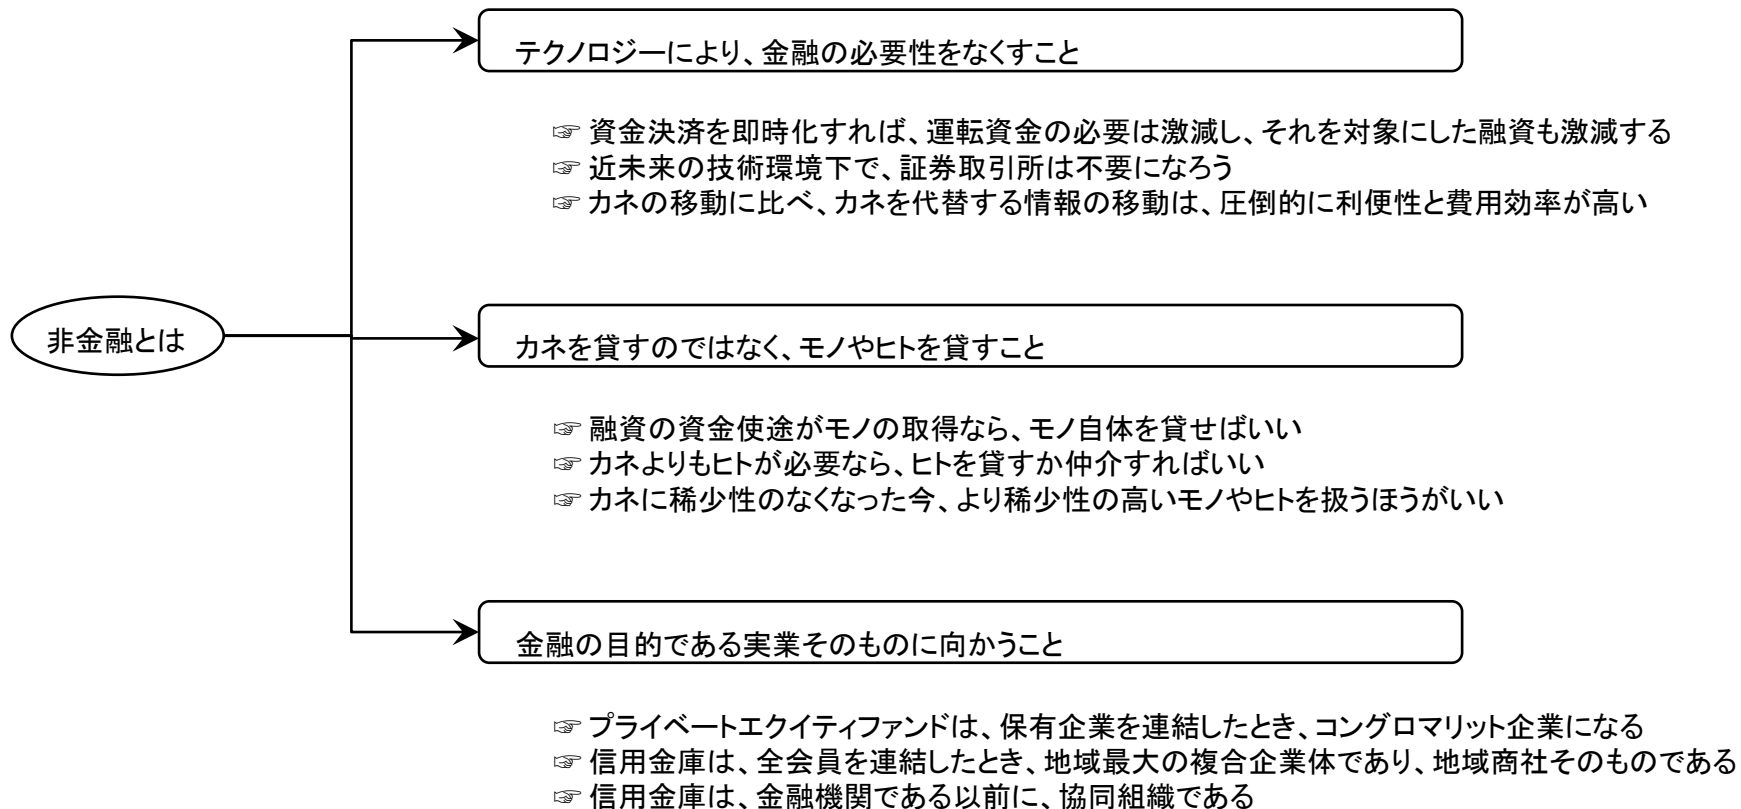 テクノロジーにより、金融の必要性をなくすこと
☞ 資金決済を即時化すれば、運転資金の必要は激減し、それを対象にした融資も激減する
☞ 近未来の技術環境下で、証券取引所は不要になろう
☞ カネの移動に比べ、カネを代替する情報の移動は、圧倒的に利便性と費用効率が高い
非金融とは
カネを貸すのではなく、モノやヒトを貸すこと
☞ 融資の資金使途がモノの取得なら、モノ自体を貸せばいい
☞ カネよりもヒトが必要なら、ヒトを貸すか仲介すればいい
☞ カネに稀少性のなくなった今、より稀少性の高いモノやヒトを扱うほうがいい
金融の目的である実業そのものに向かうこと
☞ プライベートエクイティファンドは、保有企業を連結したとき、コングロマリット企業になる
☞ 信用金庫は、全会員を連結したとき、地域最大の複合企業体であり、地域商社そのものである
☞ 信用金庫は、金融機関である以前に、協同組織である